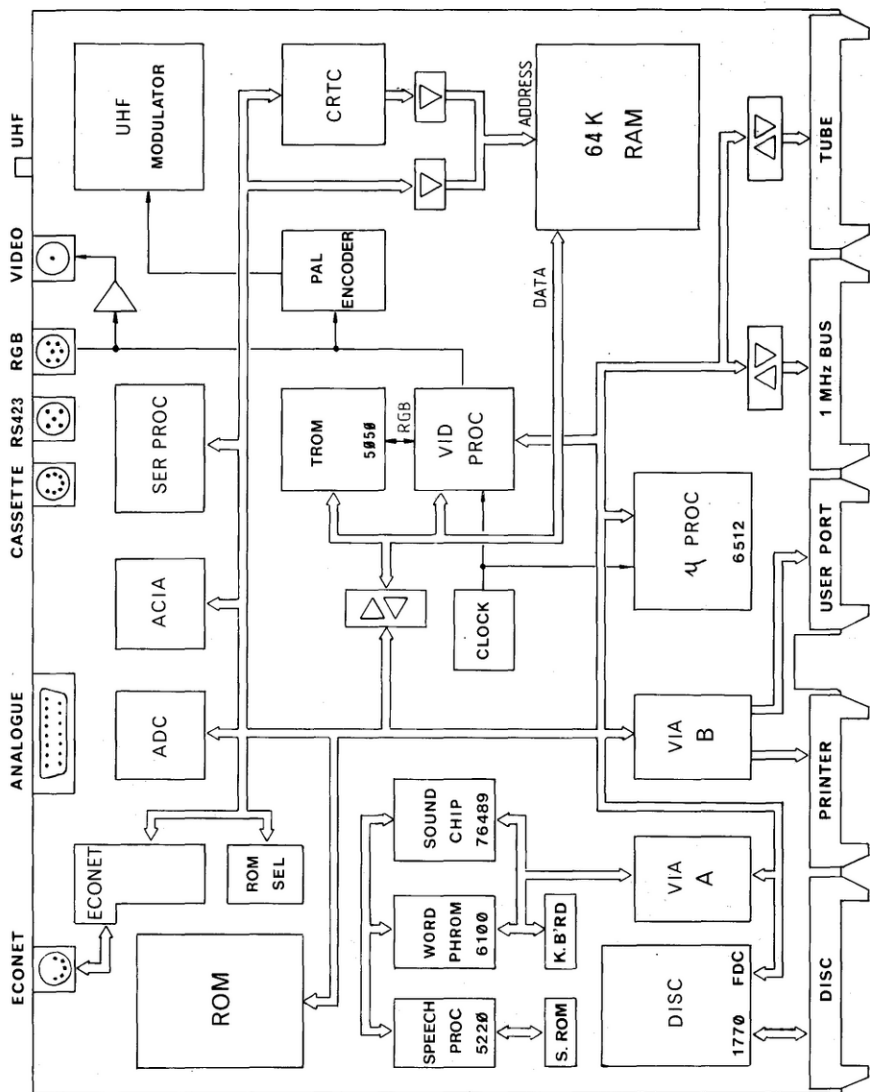 ECONET
ANALOGUE
CASSETTE
RS423
RGB
VIDEO
UHF
ECONET
ADC
ACIA
SER PROC
UHF
MODULATOR
ROM
ROM
SEL
CRTC
PAL
ENCODER
TROM
5050
RGB
VID
PROC
ADDRESS
64K
RAM
DATA
CLOCK
SPEECH
PROC
5220
WORD
PHROM
6100
SOUND
CHIP
76489
S. ROM
K.B'RD
DISC
1770 FDC
VIA
A
VIA
B
µ PROC
6512
DISC
PRINTER
USER PORT
1 MHz BUS
TUBE